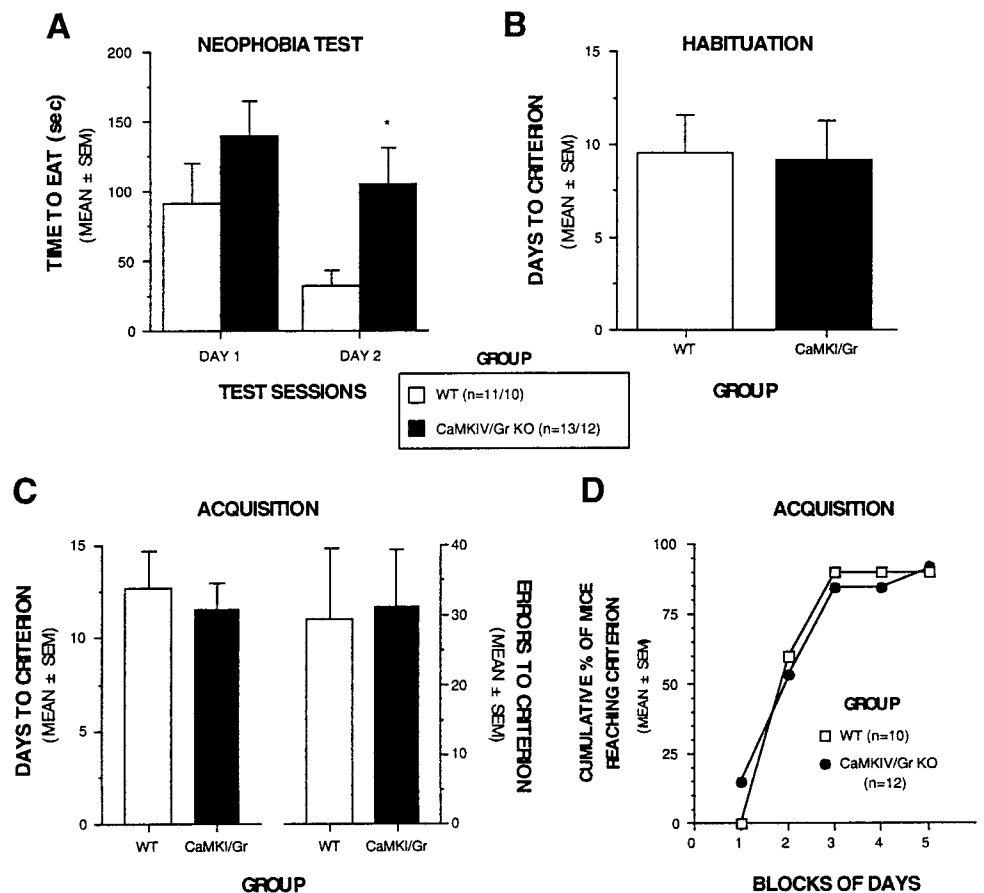 A
NEOPHOBIA TEST
200
150
100
50
0
TIME TO EAT (sec)
(MEAN ± SEM)
*
DAY 1
DAY 2
TEST SESSIONS
B
HABITUATION
15
10
5
0
DAYS TO CRITERION
(MEAN ± SEM)
WT
CaMKI/Gr
GROUP
GROUP
WT (n=11/10)
CaMKIV/Gr KO (n=13/12)
C
ACQUISITION
15
10
5
0
DAYS TO CRITERION
(MEAN ± SEM)
40
30
20
10
0
ERRORS TO CRITERION
(MEAN ± SEM)
WT
CaMKI/Gr
WT
CaMKI/Gr
GROUP
D
ACQUISITION
100
75
50
25
0
CUMULATIVE % OF MICE
REACHING CRITERION
(MEAN ± SEM)
GROUP
WT (n=10)
CaMKIV/Gr KO
(n=12)
0
1
2
3
4
5
BLOCKS OF DAYS